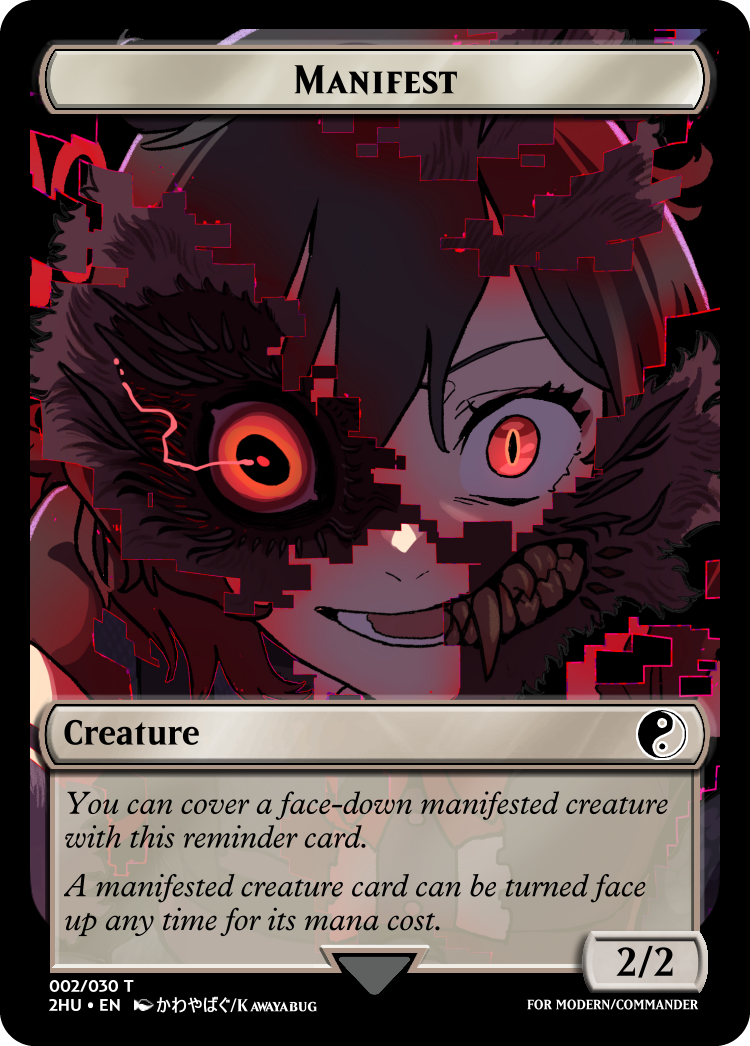 Manifest
Creature
You can cover a face-down manifested creature
with this reminder card.
A manifested creature card can be turned face
up any time for its mana cost.
2/2
002/030 T
2HU • EN かわやばぐ/Kawayabug
FOR MODERN/COMMANDER